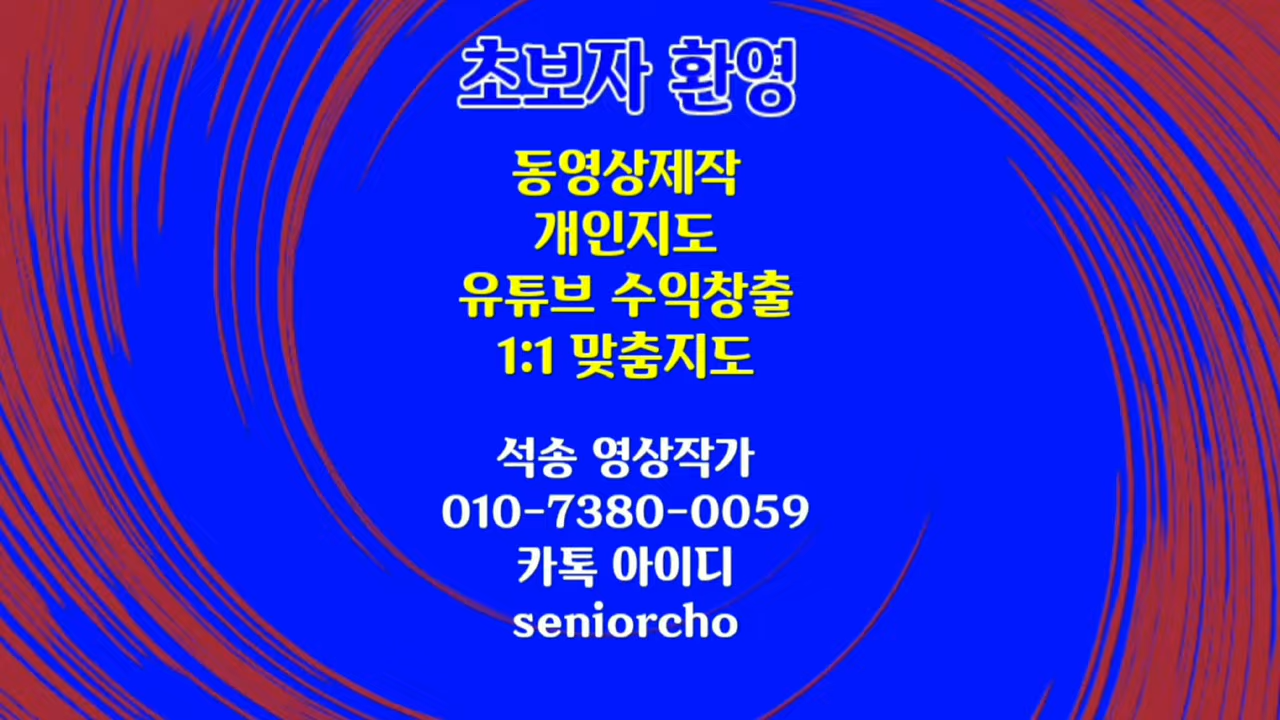 초보자 환영
동영상제작
개인지도
유튜브 수익창출
1:1 맞춤지도
석송 영상작가
010-7380-0059
카톡 아이디
seniorcho